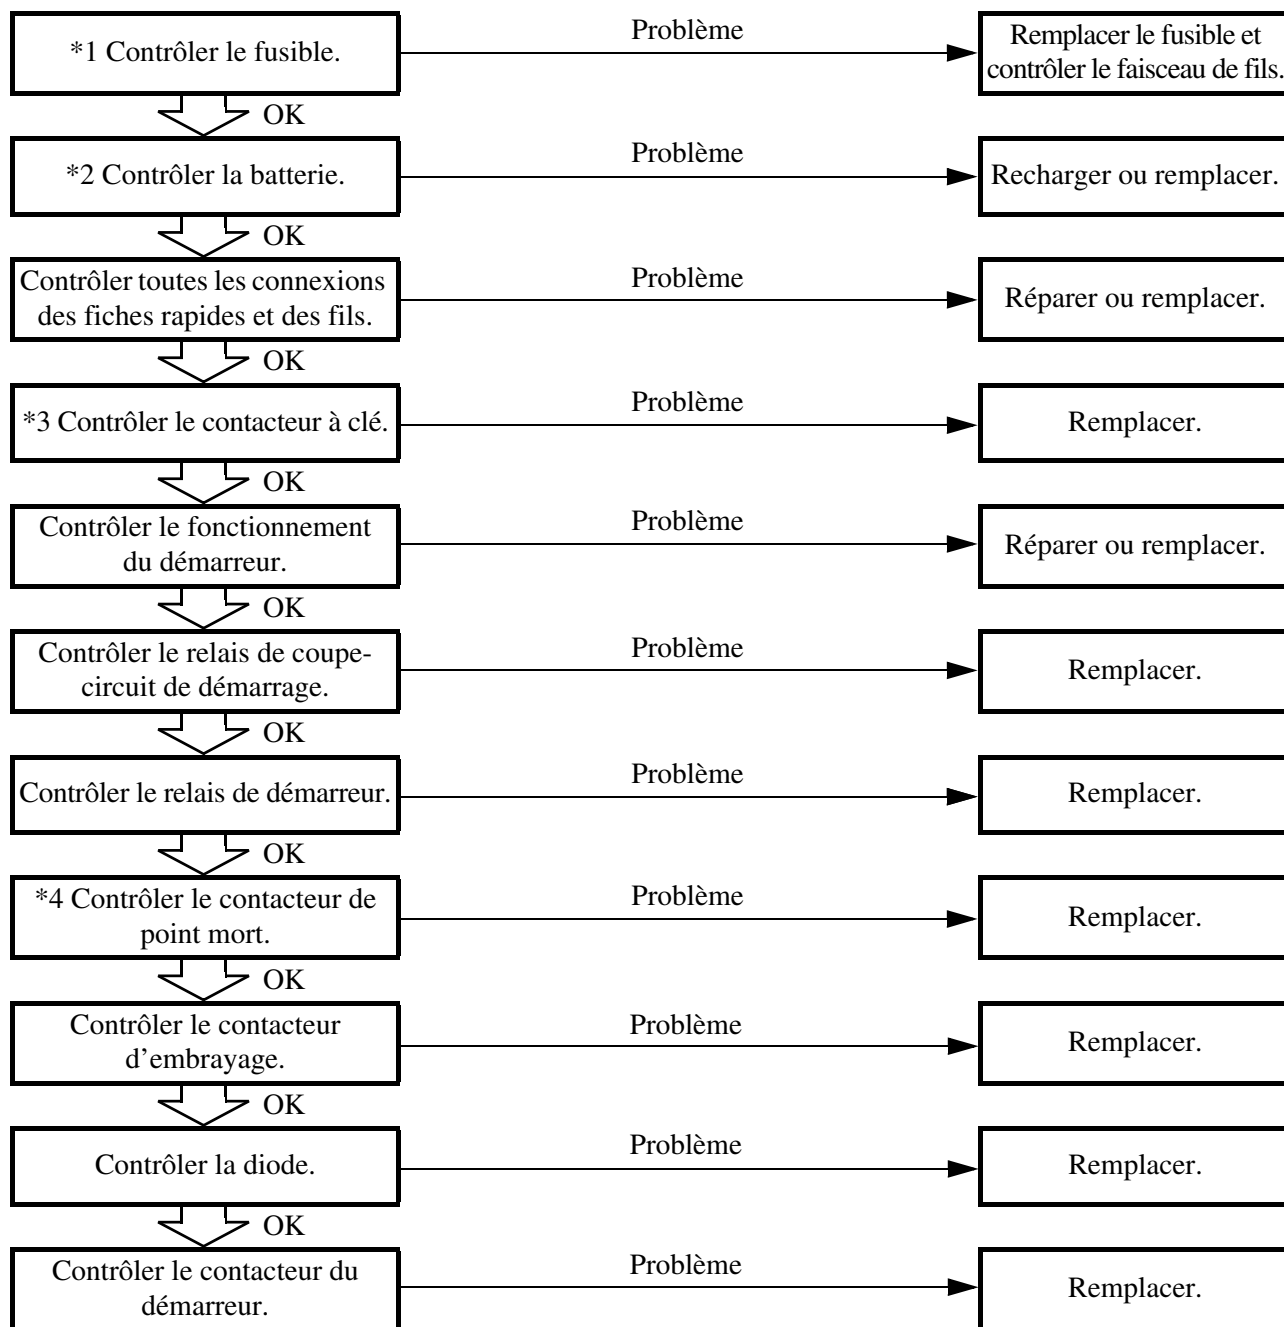 *1 Contrôler le fusible.
Problème
Remplacer le fusible et
contrôler le faisceau de fils.
OK
*2 Contrôler la batterie.
Problème
Recharger ou remplacer.
OK
Contrôler toutes les connexions
des fiches rapides et des fils.
Problème
Réparer ou remplacer.
OK
*3 Contrôler le contacteur à clé.
Problème
Remplacer.
OK
Contrôler le fonctionnement
du démarreur.
Problème
Réparer ou remplacer.
OK
Contrôler le relais de coupe-
circuit de démarrage.
Problème
Remplacer.
OK
Contrôler le relais de démarreur.
Problème
Remplacer.
OK
*4 Contrôler le contacteur de
point mort.
Problème
Remplacer.
OK
Contrôler le contacteur
d’embrayage.
Problème
Remplacer.
OK
Contrôler la diode.
Problème
Remplacer.
OK
Contrôler le contacteur du
démarreur.
Problème
Remplacer.